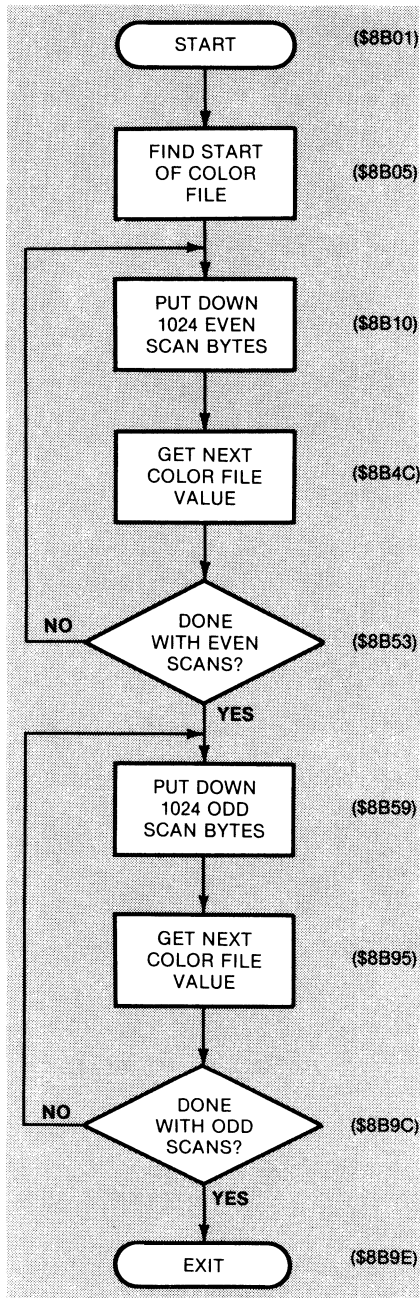 START
($8B01)
FIND START
OF COLOR
FILE
($8B05)
PUT DOWN
1024 EVEN
SCAN BYTES
($8B10)
GET NEXT
COLOR FILE
VALUE
($8B4C)
DONE
WITH EVEN
SCANS?
($8B53)
NO
YES
PUT DOWN
1024 ODD
SCAN BYTES
($8B59)
GET NEXT
COLOR FILE
VALUE
($8B95)
DONE
WITH ODD
SCANS?
($8B9C)
NO
YES
EXIT
($8B9E)